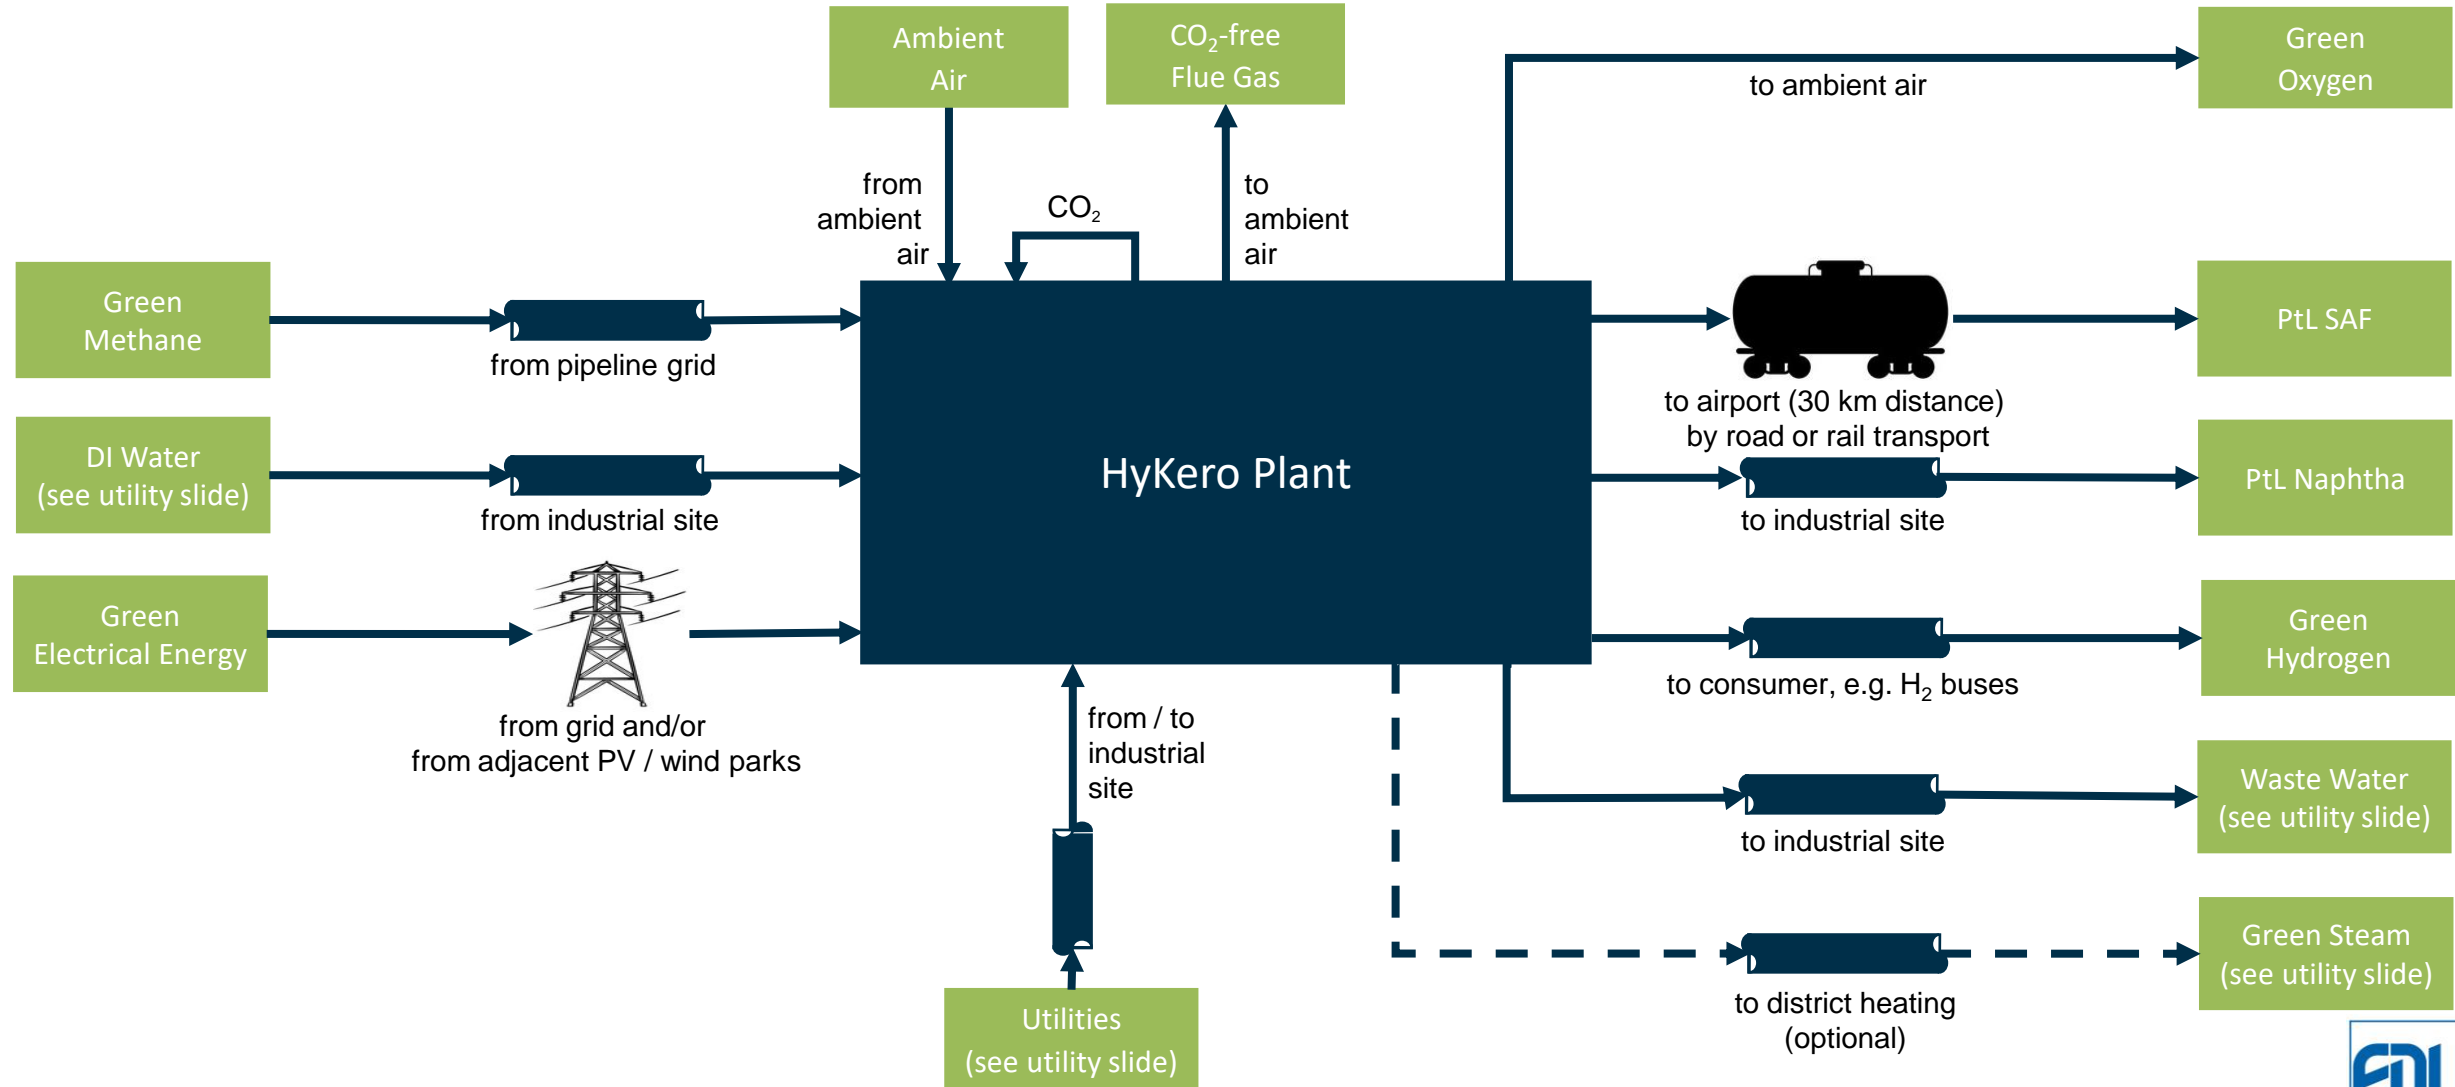 Ambient
Air
CO₂-free
Flue Gas
Green
Oxygen
to ambient air
from
ambient
air
CO₂
to
ambient
air
Green
Methane
from pipeline grid
PtL SAF
to airport (30 km distance)
by road or rail transport
DI Water
(see utility slide)
from industrial site
HyKero Plant
PtL Naphtha
to industrial site
Green
Electrical Energy
from grid and/or
from adjacent PV / wind parks
Green
Hydrogen
to consumer, e.g. H₂ buses
from / to
industrial
site
Waste Water
(see utility slide)
to industrial site
Green Steam
(see utility slide)
to district heating
(optional)
Utilities
(see utility slide)
EDL